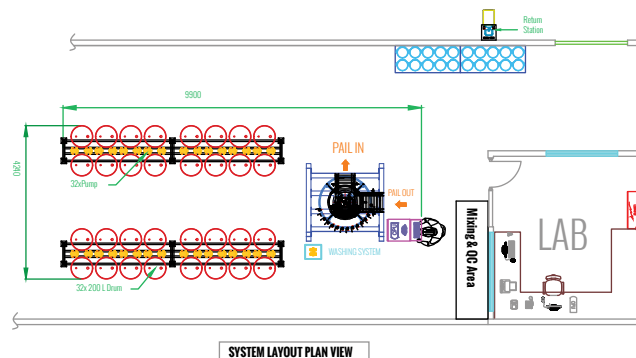 Return
Station
9900
4240
PAIL IN
PAIL OUT
32xPump
WASHING SYSTEM
Mixing & QC Area
LAB
32x 200 L Drum
SYSTEM LAYOUT PLAN VIEW